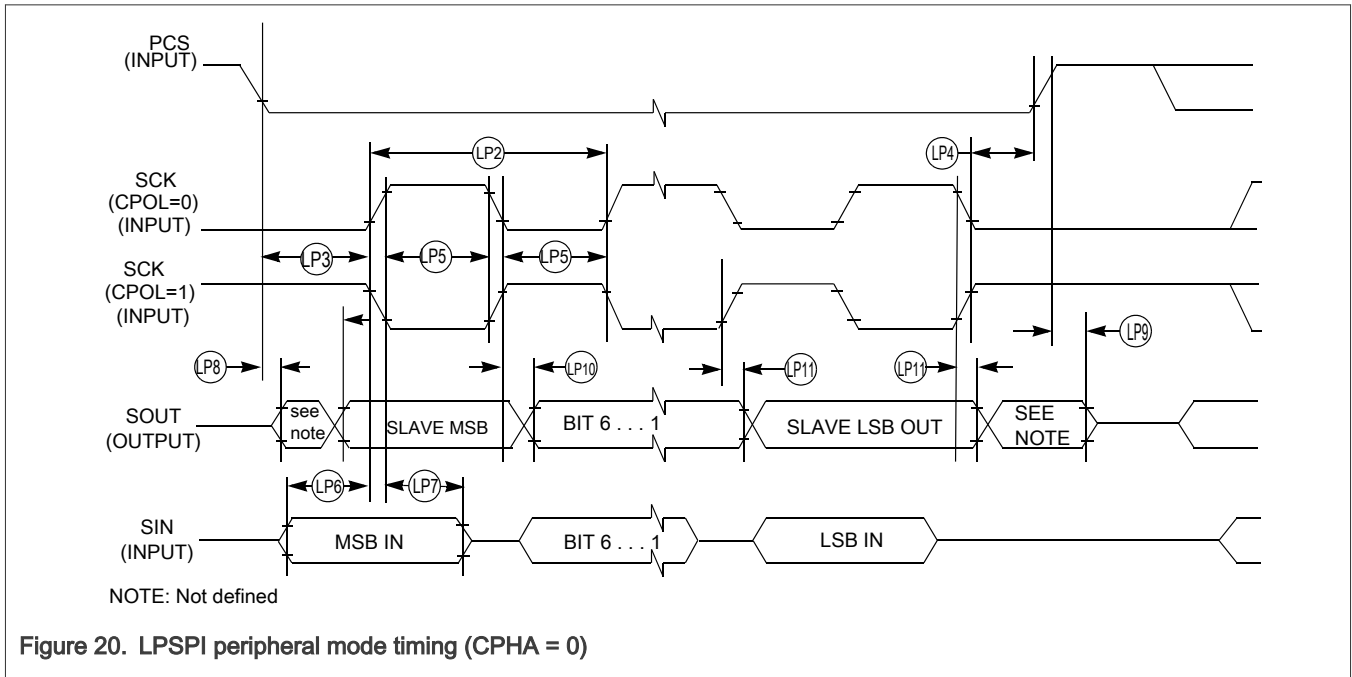 PCS
(INPUT)
LP2
LP4
SCK
(CPOL=0)
(INPUT)
LP3
LP5
LP5
SCK
(CPOL=1)
(INPUT)
LP8
LP10
LP11
LP11
LP9
SOUT
(OUTPUT)
see
note
SLAVE MSB
BIT 6 . . . 1
SLAVE LSB OUT
SEE
NOTE
LP6
LP7
SIN
(INPUT)
MSB IN
BIT 6 . . . 1
LSB IN
NOTE: Not defined
Figure 20. LPSPI peripheral mode timing (CPHA = 0)